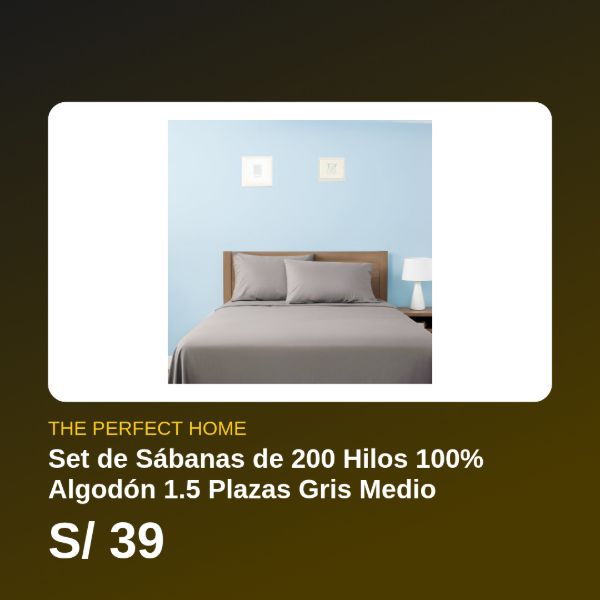 THE PERFECT HOME
Set de Sábanas de 200 Hilos 100%
Algodón 1.5 Plazas Gris Medio
S/ 39